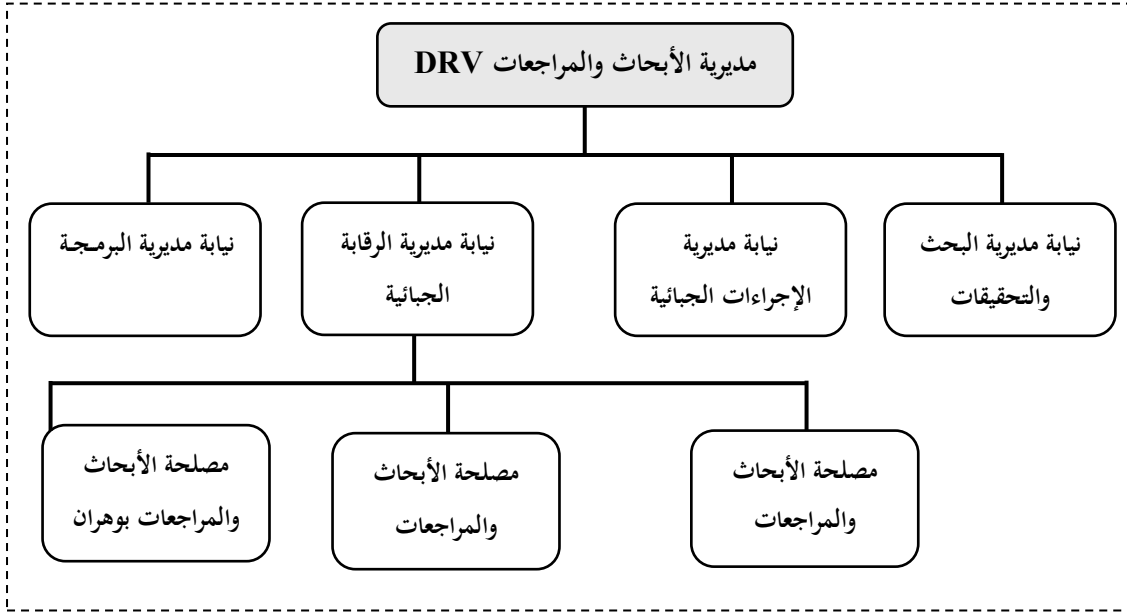 مديرية الأبحاث والمراجعات DRV
نيابة مديرية البحث
والتحقيقات
نيابة مديرية
الإجراءات الجبائية
نيابة مديرية الرقابة
الجبائية
نيابة مديرية البرمجة
مصلحة الأبحاث
والمراجعات
مصلحة الأبحاث
والمراجعات
مصلحة الأبحاث
والمراجعات بوهران